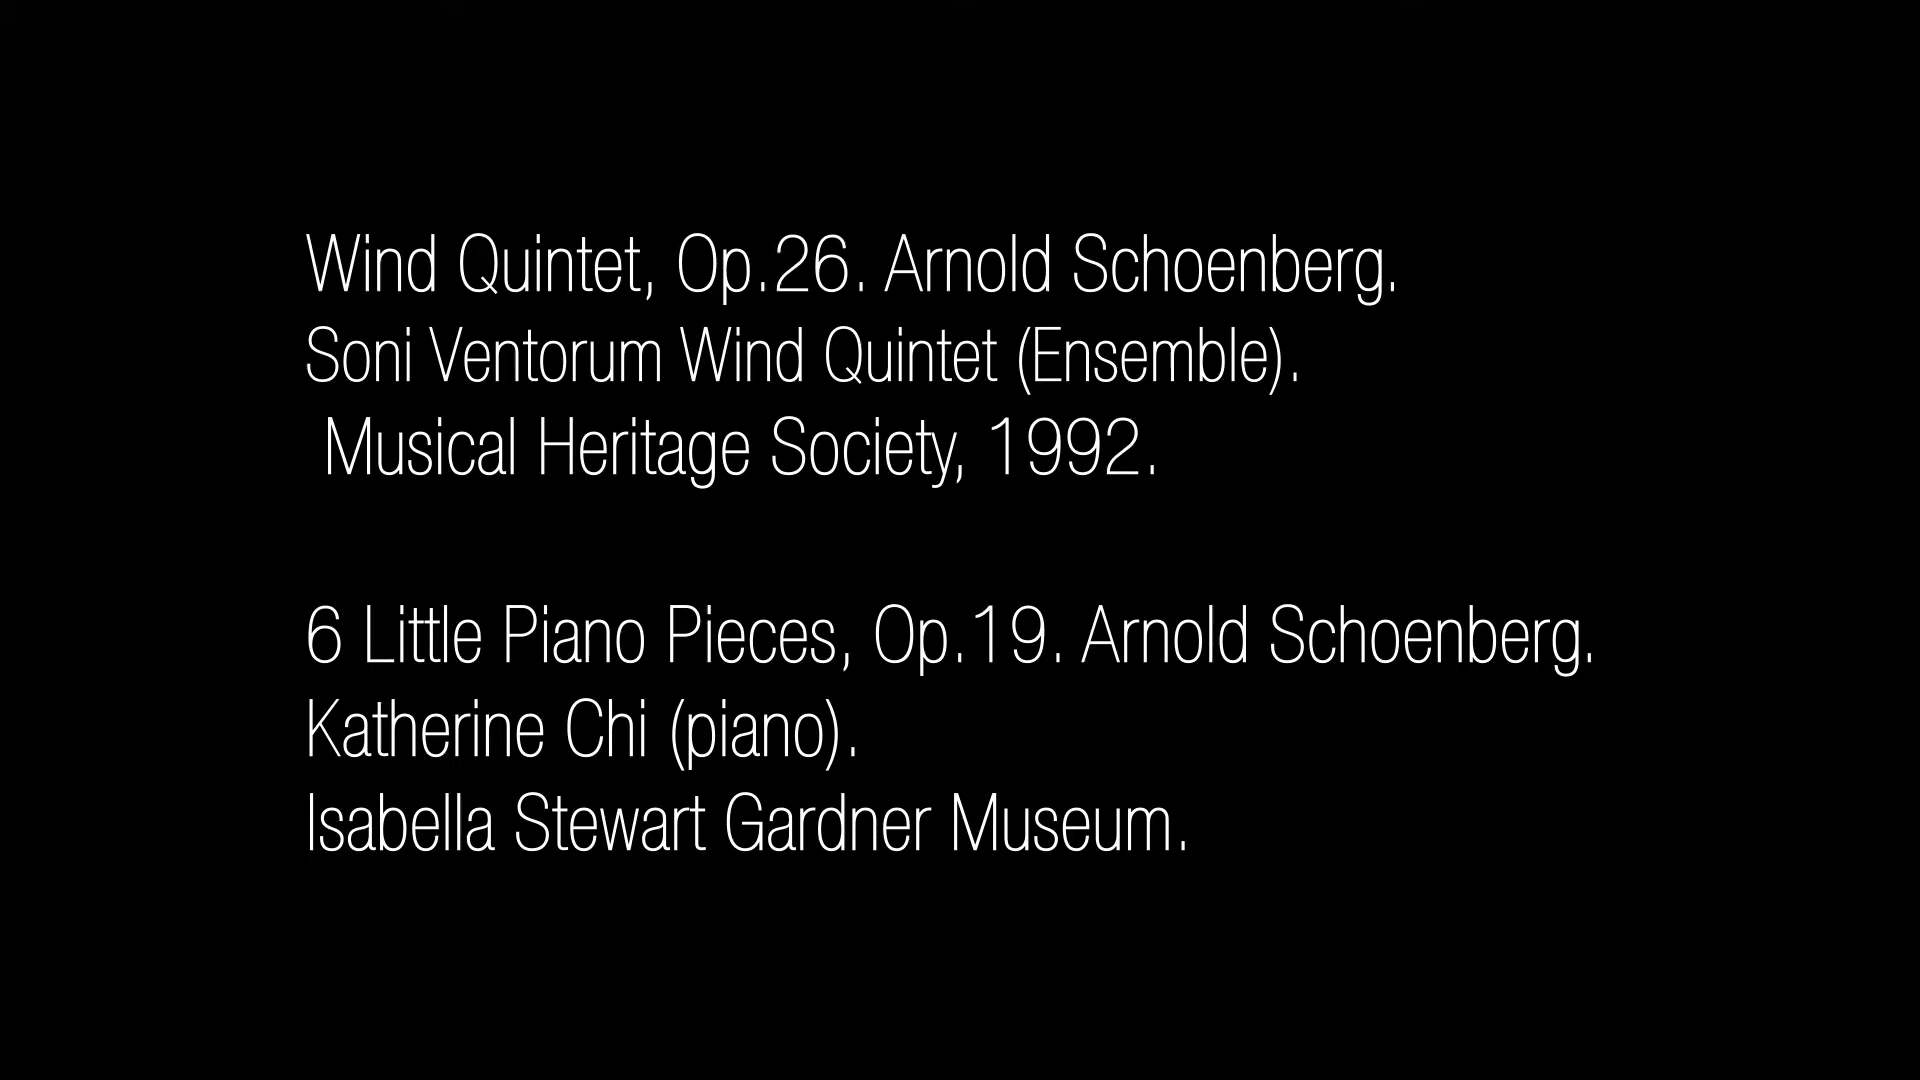 Wind Quintet, Op.26. Arnold Schoenberg.
Soni Ventorum Wind Quintet (Ensemble).
Musical Heritage Society, 1992.
6 Little Piano Pieces, Op.19. Arnold Schoenberg.
Katherine Chi (piano).
Isabella Stewart Gardner Museum.